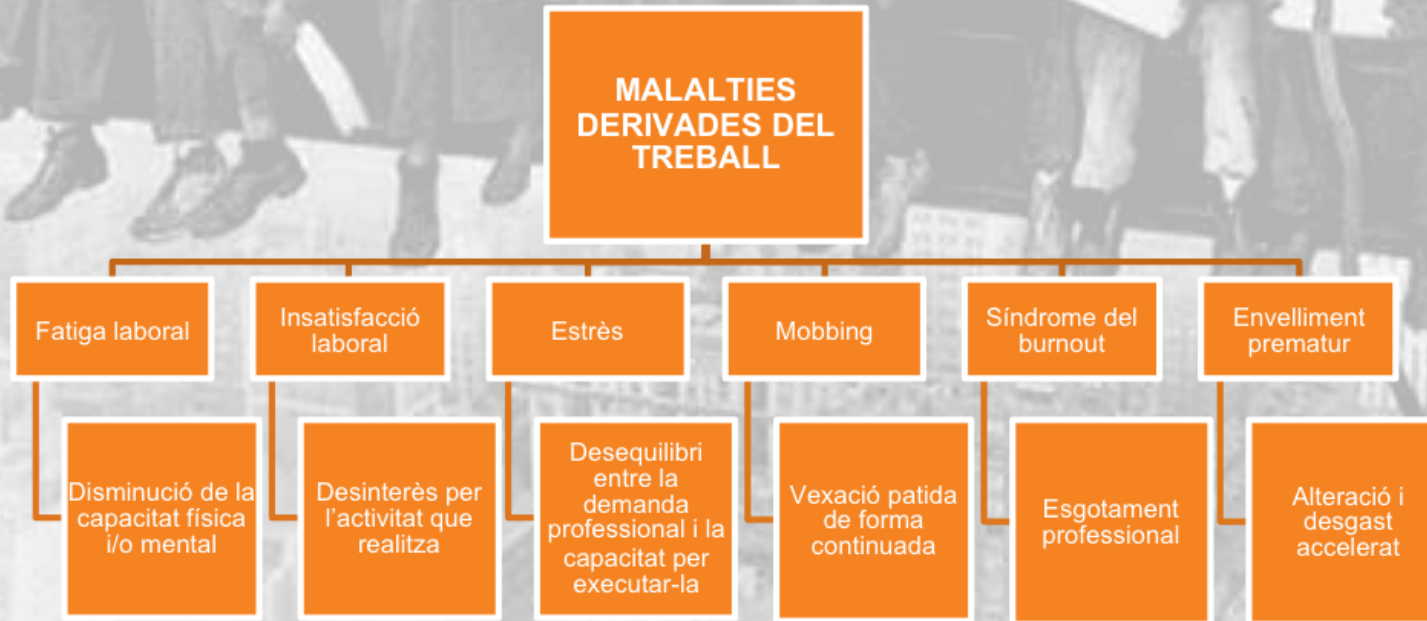 MALALTIES
DERIVADES DEL
TREBALL
Fatiga laboral
Insatisfacció
laboral
Estrès
Mobbing
Síndrome del
burnout
Envelliment
prematur
Disminució de la
capacitat física
i/o mental
Desinterès per
l'activitat que
realitza
Desequilibri
entre la
demanda
professional i la
capacitat per
executar-la
Vexació patida
de forma
continuada
Esgotament
professional
Alteració i
desgast
accelerat